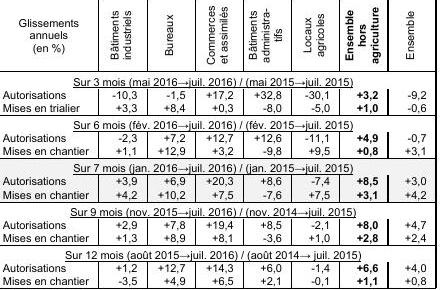 Glissements annuels (en %) Bâtiments industriels Bureaux Commerces et assimilés Bâtiments administra-tifs Locaux agricoles Ensemble hors agriculture Ensemble
Sur 3 mois (mai 2016→juil. 2016) / (mai 2015→juil. 2015)
Autorisations -10,3 -1,5 +17,2 +32,8 -30,1 +3,2 -9,2
Mises en trialier +3,3 +8,4 +0,3 -8,0 -5,0 +1,0 -0,6
Sur 6 mois (fév. 2016→juil. 2016) / (fév. 2015→juil. 2015)
Autorisations -2,3 +7,2 +12,7 +12,6 -11,1 +4,9 -0,7
Mises en chantier +1,1 +12,9 +3,2 -9,8 +9,5 +0,8 +3,1
Sur 7 mois (jan. 2016→juil. 2016) / (jan. 2015→juil. 2015)
Autorisations +3,9 +6,9 +20,3 +8,6 -7,4 +8,5 +3,0
Mises en chantier +4,2 +10,2 +7,5 -7,6 +7,5 +3,1 +4,2
Sur 9 mois (nov. 2015→juil. 2016) / (nov. 2014→juil. 2015)
Autorisations +2,9 +7,8 +19,4 +8,5 -2,1 +8,0 +4,7
Mises en chantier +1,3 +8,9 +8,1 -3,6 +1,0 +2,8 +2,4
Sur 12 mois (août 2015→juil. 2016) / (août 2014→ juil. 2015)
Autorisations +1,2 +12,7 +14,3 +6,0 -1,4 +6,6 +4,0
Mises en chantier -3,5 +4,9 +6,5 +2,1 -0,1 +1,1 +0,8